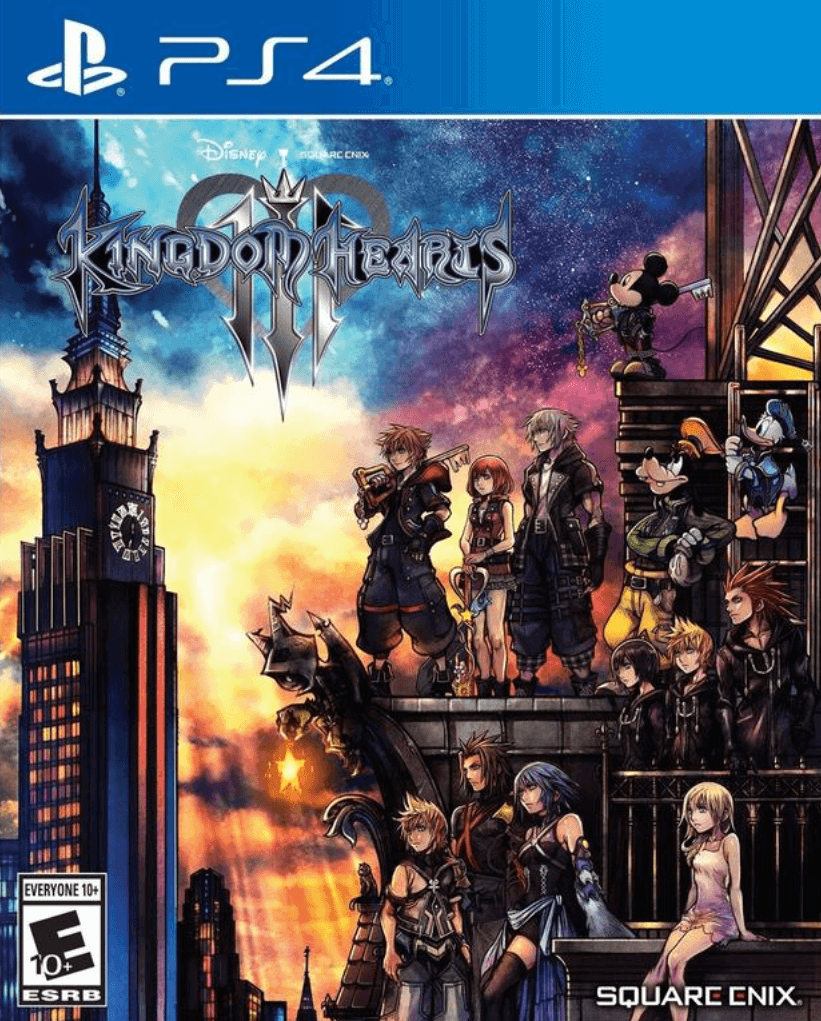 PS4
Disney SQUARE ENIX
KINGDOM HEARTS
III
EVERYONE 10+
E
10+
ESRB
SQUARE ENIX.